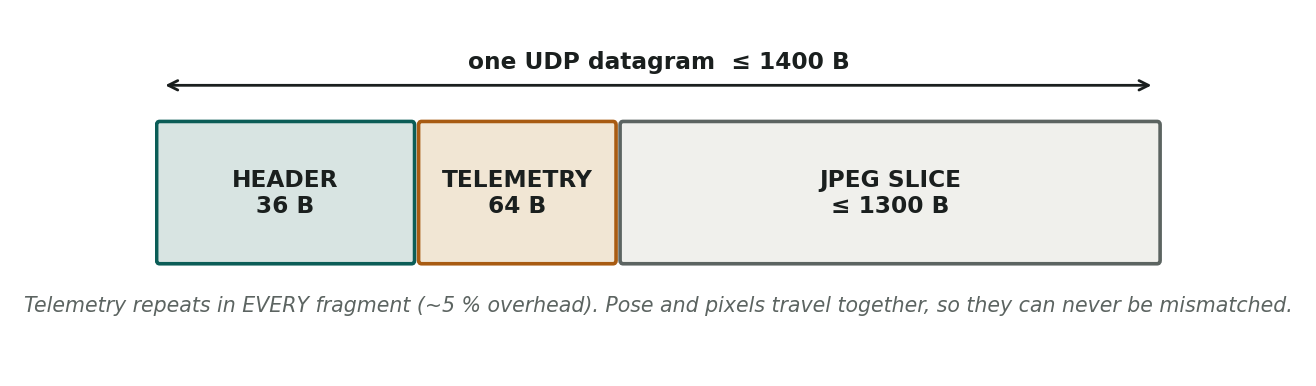 one UDP datagram  ≤ 1400 B
HEADER
36 B
TELEMETRY
64 B
JPEG SLICE
≤ 1300 B
Telemetry repeats in EVERY fragment (~5 % overhead). Pose and pixels travel together, so they can never be mismatched.